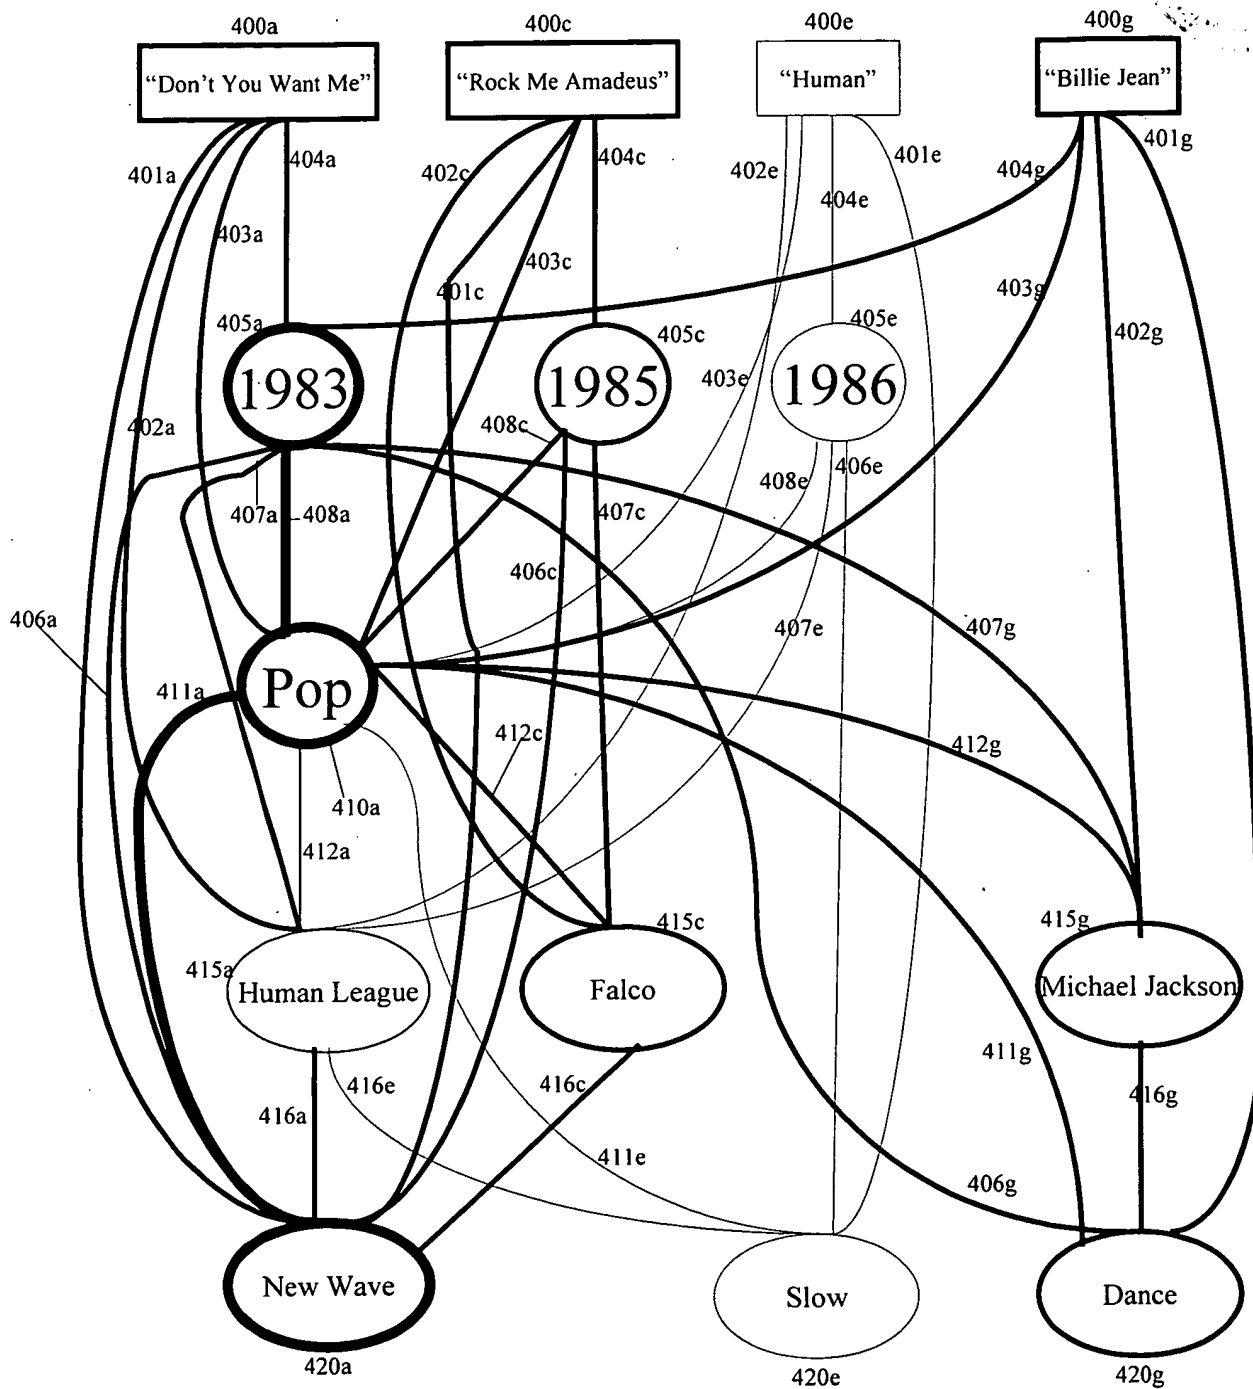 400a 400c 400e 400g
“Don’t You Want Me” “Rock Me Amadeus” “Human” “Billie Jean”
401a 404a 402c 404c 402e 401e 404g 401g
404e
403a 403c
401c 403g
405a 405c 405e 402g
1983 1985 1986
403e
402a 408c
408e 406e
407a 408a 407c
406c
406a 407e 407g
411a Pop
412c 412g
410a
412a
415c 415g
415a Human League Falco Michael Jackson
411g
416e 416c 416g
416a
411e
406g
New Wave Slow Dance
420a 420e 420g